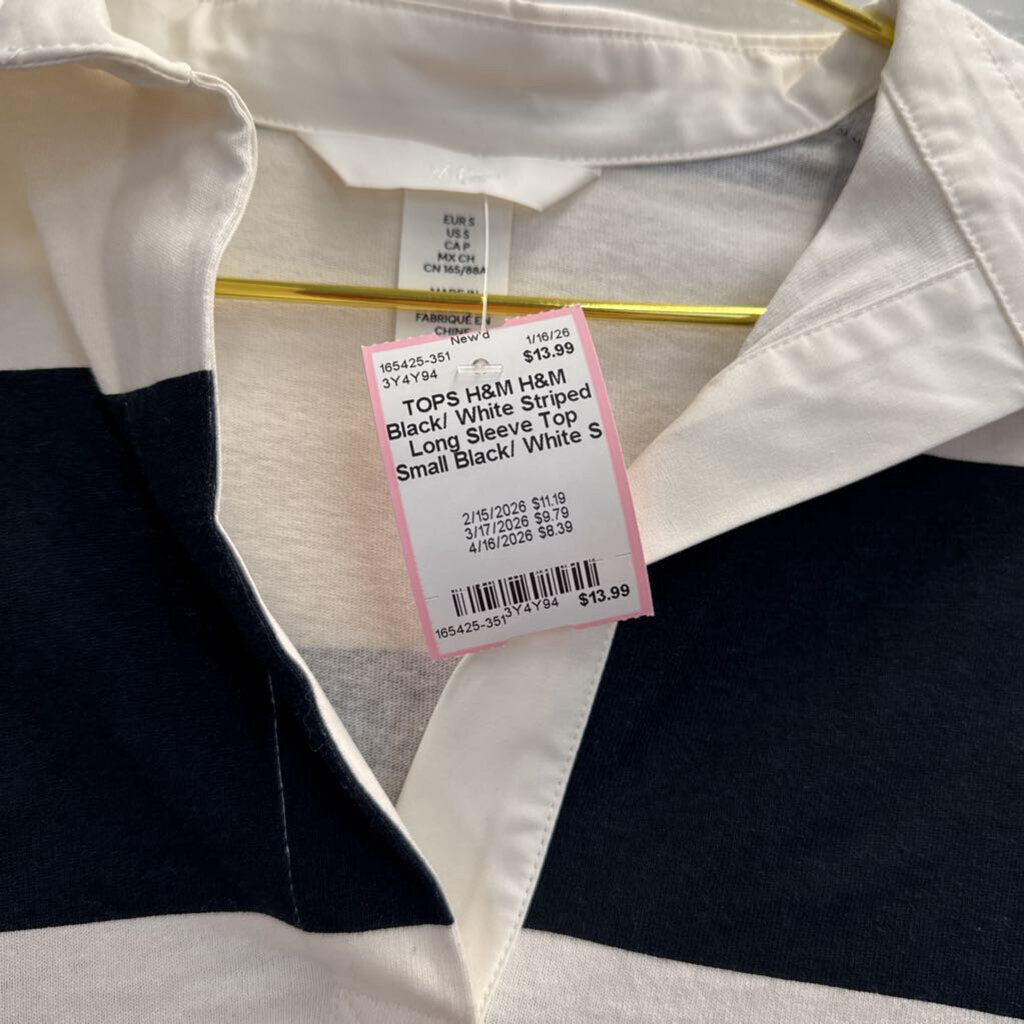 EUR S
US S
CA P
MX CH
CN 165/88A
MADE IN
FABRIQUÉ EN
CHINE
New'd
1/16/26
165425-351
$13.99
3Y4Y94
TOPS H&M H&M
Black/ White Striped
Long Sleeve Top
Small Black/ White S
2/15/2026 $11.19
3/17/2026 $9.79
4/16/2026 $8.39
165425-351
3Y4Y94
$13.99